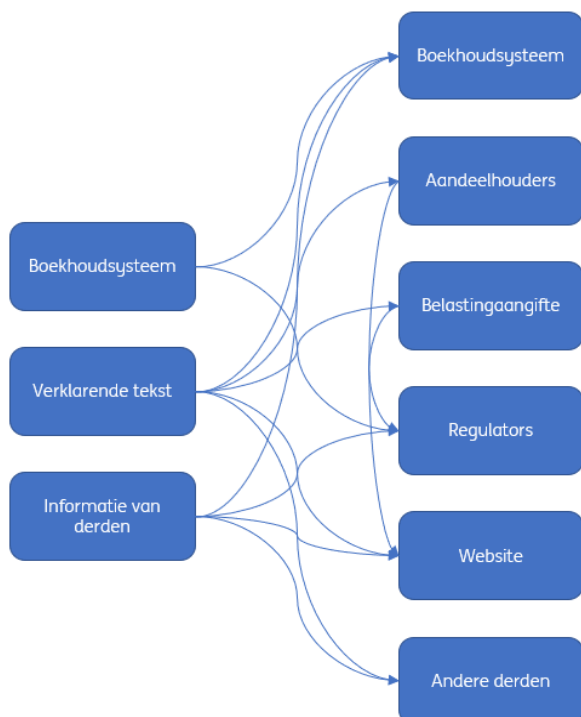 Boekhoudsysteem
Verklarende tekst
Informatie van
derden
Boekhoudsysteem
Aandeelhouders
Belastingaangifte
Regulators
Website
Andere derden